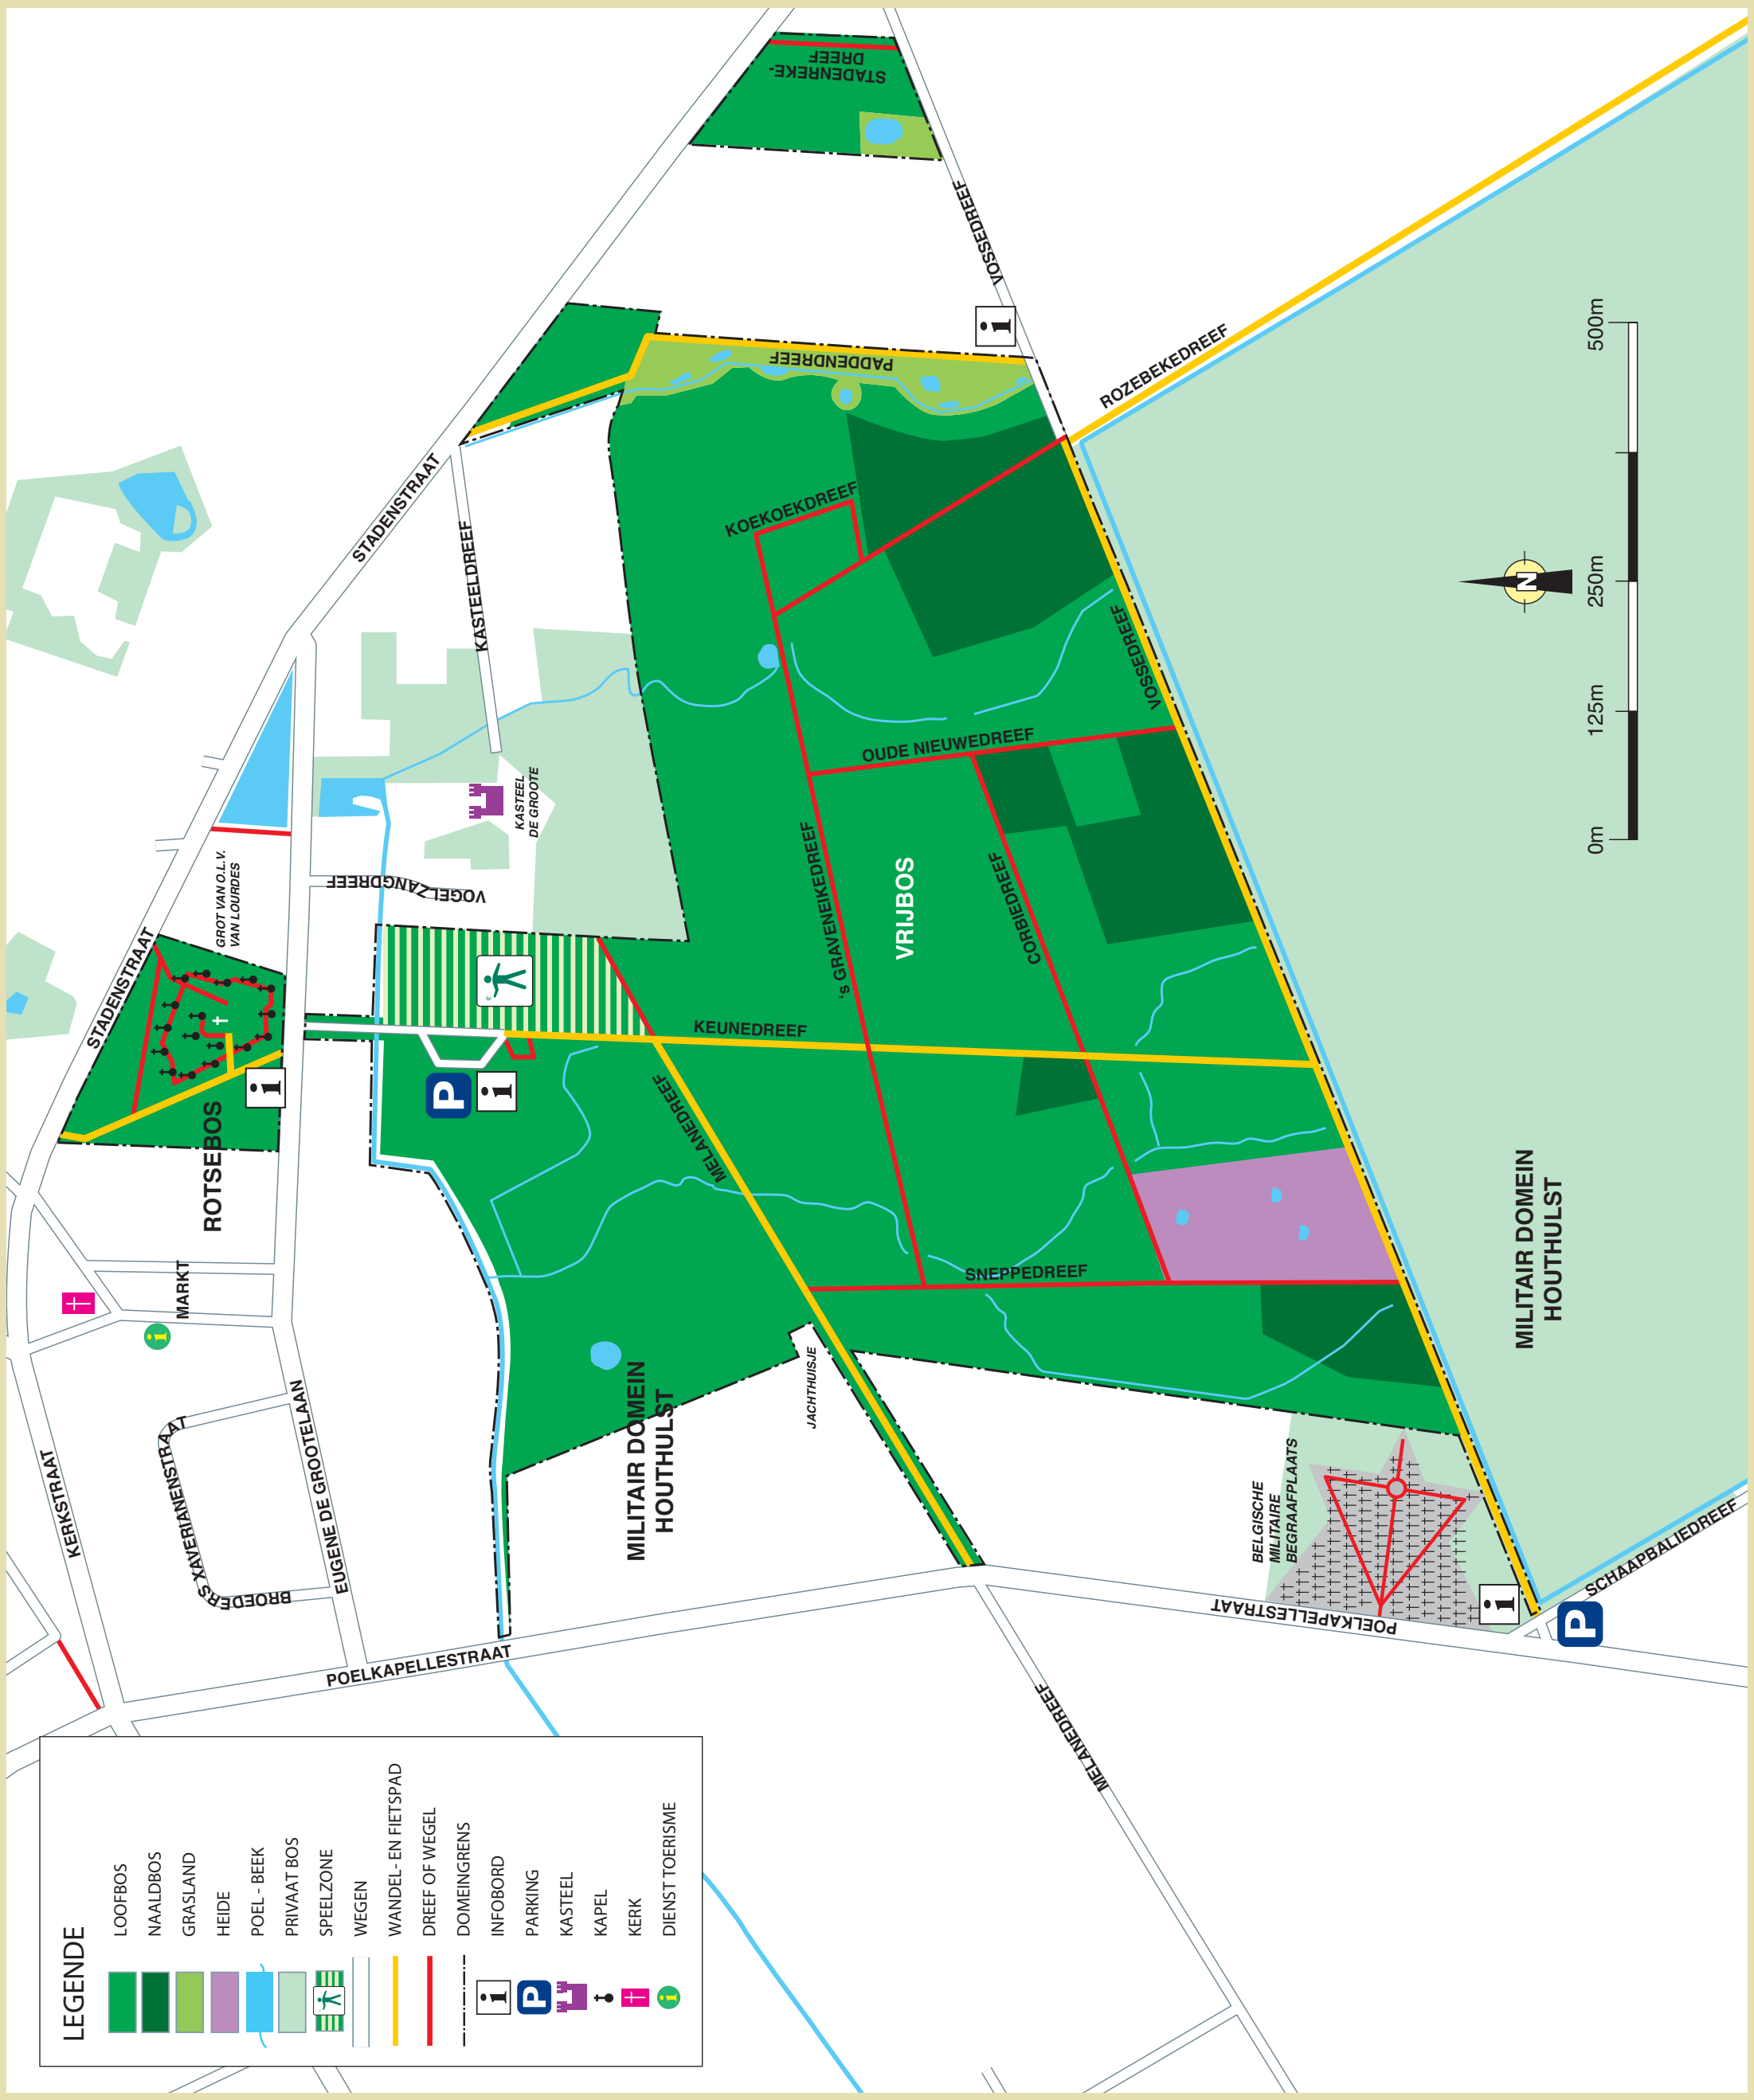 LEGENDE
LOOFBOS
NAALDBOS
GRASLAND
HEIDE
POEL - BEEK
PRIVAAT BOS
SPEELZONE
WEGEN
WANDEL- EN FIETSPAD
DREEF OF WEGEL
DOMEINGRENS
i INFOBORD
P PARKING
KASTEEL
KAPEL
KERK
i DIENST TOERISME
KERKSTRAAT
BROEDERS XAVERIANENSTRAAT
EUGENE DE GROOTELAAN
POELKAPELLESTRAAT
MARKT
i
ROTSEBOS
i
STADENSTRAAT
GROT VAN O.L.V.
VAN LOURDES
VOGELZANGDREEF
KASTEEL
DE GROOTE
KASTEELDREEF
STADENSTRAAT
P
i
KEUNEDREEF
MELANEDREEF
MILITAIR DOMEIN
HOUTHULST
JACHTHUISJE
's GRAVENEIKEDREEF
VRIJBOS
CORBIEDREEF
OUDE NIEUWEDREEF
KOEKOEKDREEF
PADDENDREEF
STADENREKE-
DREEF
VOSSEDREEF
i
ROZEBEKEDREEF
VOSSEDREEF
SNEPPEDREEF
BELGISCHE
MILITAIRE
BEGRAAFPLAATS
POELKAPELLESTRAAT
MELANEDREEF
i
P
SCHAAPBALIEDREEF
MILITAIR DOMEIN
HOUTHULST
N
0m
125m
250m
500m